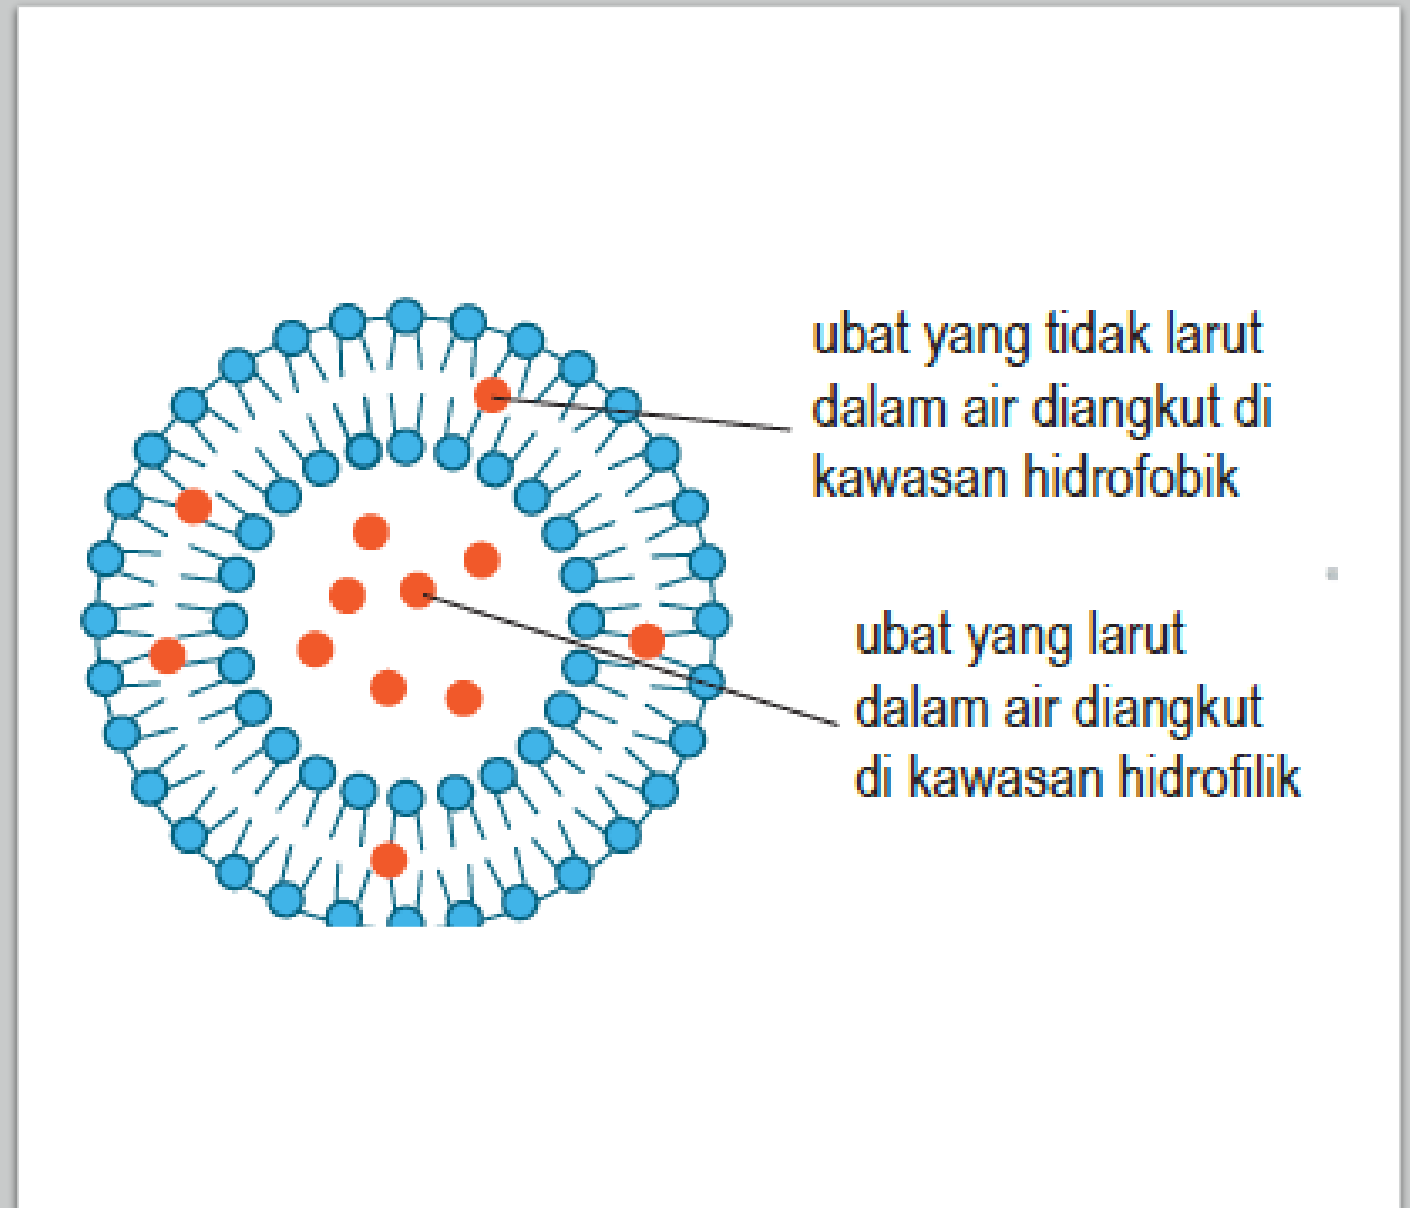 ubat yang tidak larut
dalam air diangkut di
kawasan hidrofobik
ubat yang larut
dalam air diangkut
di kawasan hidrofilik